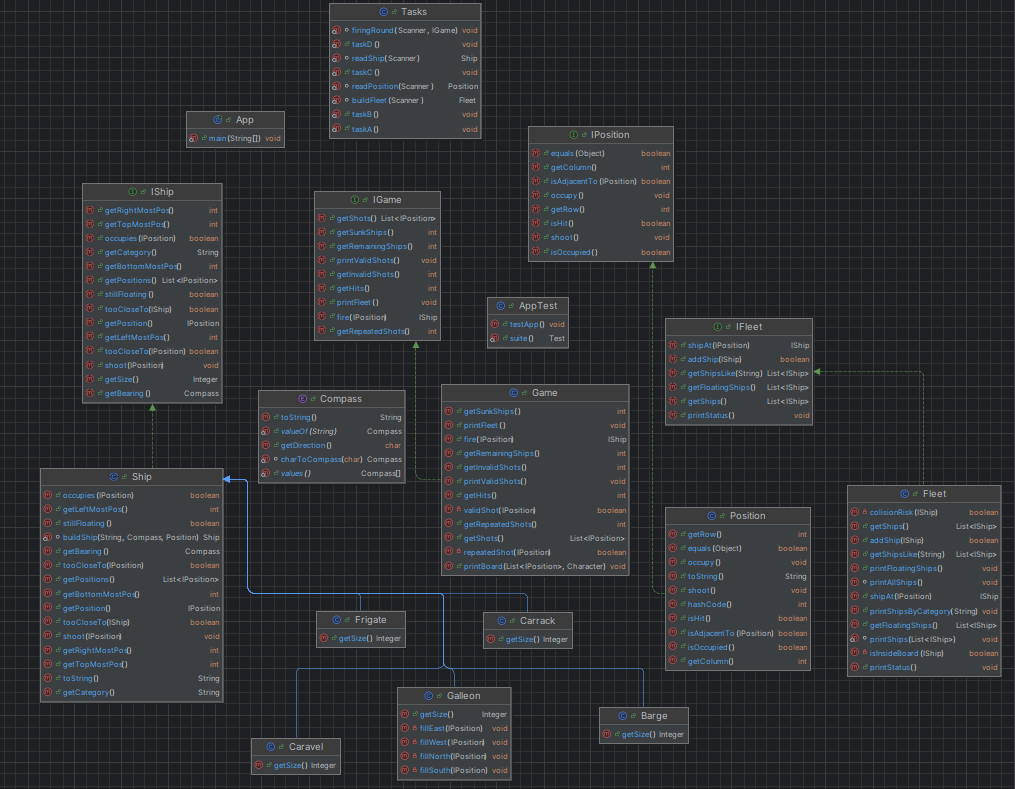 Tasks
firingRound(Scanner, IGame) void
taskD() void
readShip(Scanner) Ship
taskC() void
readPosition(Scanner) Position
buildFleet(Scanner) Fleet
taskB() void
taskA() void
App
main(String[]) void
IPosition
equals(Object) boolean
getColumn() int
isAdjacentTo(IPosition) boolean
occupy() void
getRow() int
isHit() boolean
shoot() void
isOccupied() boolean
IShip
getRightMostPos() int
getTopMostPos() int
occupies(IPosition) boolean
getCategory() String
getBottomMostPos() int
getPositions() List<IPosition>
stillFloating() boolean
tooCloseTo(IShip) boolean
getPosition() IPosition
getLeftMostPos() int
tooCloseTo(IPosition) boolean
shoot(IPosition) void
getSize() Integer
getBearing() Compass
IGame
getShots() List<IPosition>
getSunkShips() int
getRemainingShips() int
printValidShots() void
getInvalidShots() int
getHits() int
printFleet() void
fire(IPosition) IShip
getRepeatedShots() int
AppTest
testApp() void
suite() Test
IFleet
shipAt(IPosition) IShip
addShip(IShip) boolean
getShipsLike(String) List<IShip>
getFloatingShips() List<IShip>
getShips() List<IShip>
printStatus() void
Compass
toString() String
valueOf(String) Compass
getDirection() char
charToCompass(char) Compass
values() Compass[]
Game
getSunkShips() int
printFleet() void
fire(IPosition) IShip
getRemainingShips() int
getInvalidShots() int
printValidShots() void
getHits() int
validShot(IPosition) boolean
getRepeatedShots() int
getShots() List<IPosition>
repeatedShot(IPosition) boolean
printBoard(List<IPosition>, Character) void
Ship
occupies(IPosition) boolean
getLeftMostPos() int
stillFloating() boolean
buildShip(String, Compass, Position) Ship
getBearing() Compass
tooCloseTo(IPosition) boolean
getPositions() List<IPosition>
getBottomMostPos() int
getPosition() IPosition
tooCloseTo(IShip) boolean
shoot(IPosition) void
getRightMostPos() int
getTopMostPos() int
toString() String
getCategory() String
Fleet
colisionRisk(IShip) boolean
getShips() List<IShip>
addShip(IShip) boolean
getShipsLike(String) List<IShip>
printFloatingShips() void
printAllShips() void
shipAt(IPosition) IShip
printShipsByCategory(String) void
getFloatingShips() List<IShip>
printShips(List<IShip>) void
isInsideBoard(IShip) boolean
printStatus() void
Position
getRow() int
equals(Object) boolean
occupy() void
toString() String
shoot() void
hashCode() int
isHit() boolean
isAdjacentTo(IPosition) boolean
isOccupied() boolean
getColumn() int
Frigate
getSize() Integer
Carrack
getSize() Integer
Galleon
getSize() Integer
fillEast(IPosition) void
fillWest(IPosition) void
fillNorth(IPosition) void
fillSouth(IPosition) void
Barge
getSize() Integer
Caravel
getSize() Integer